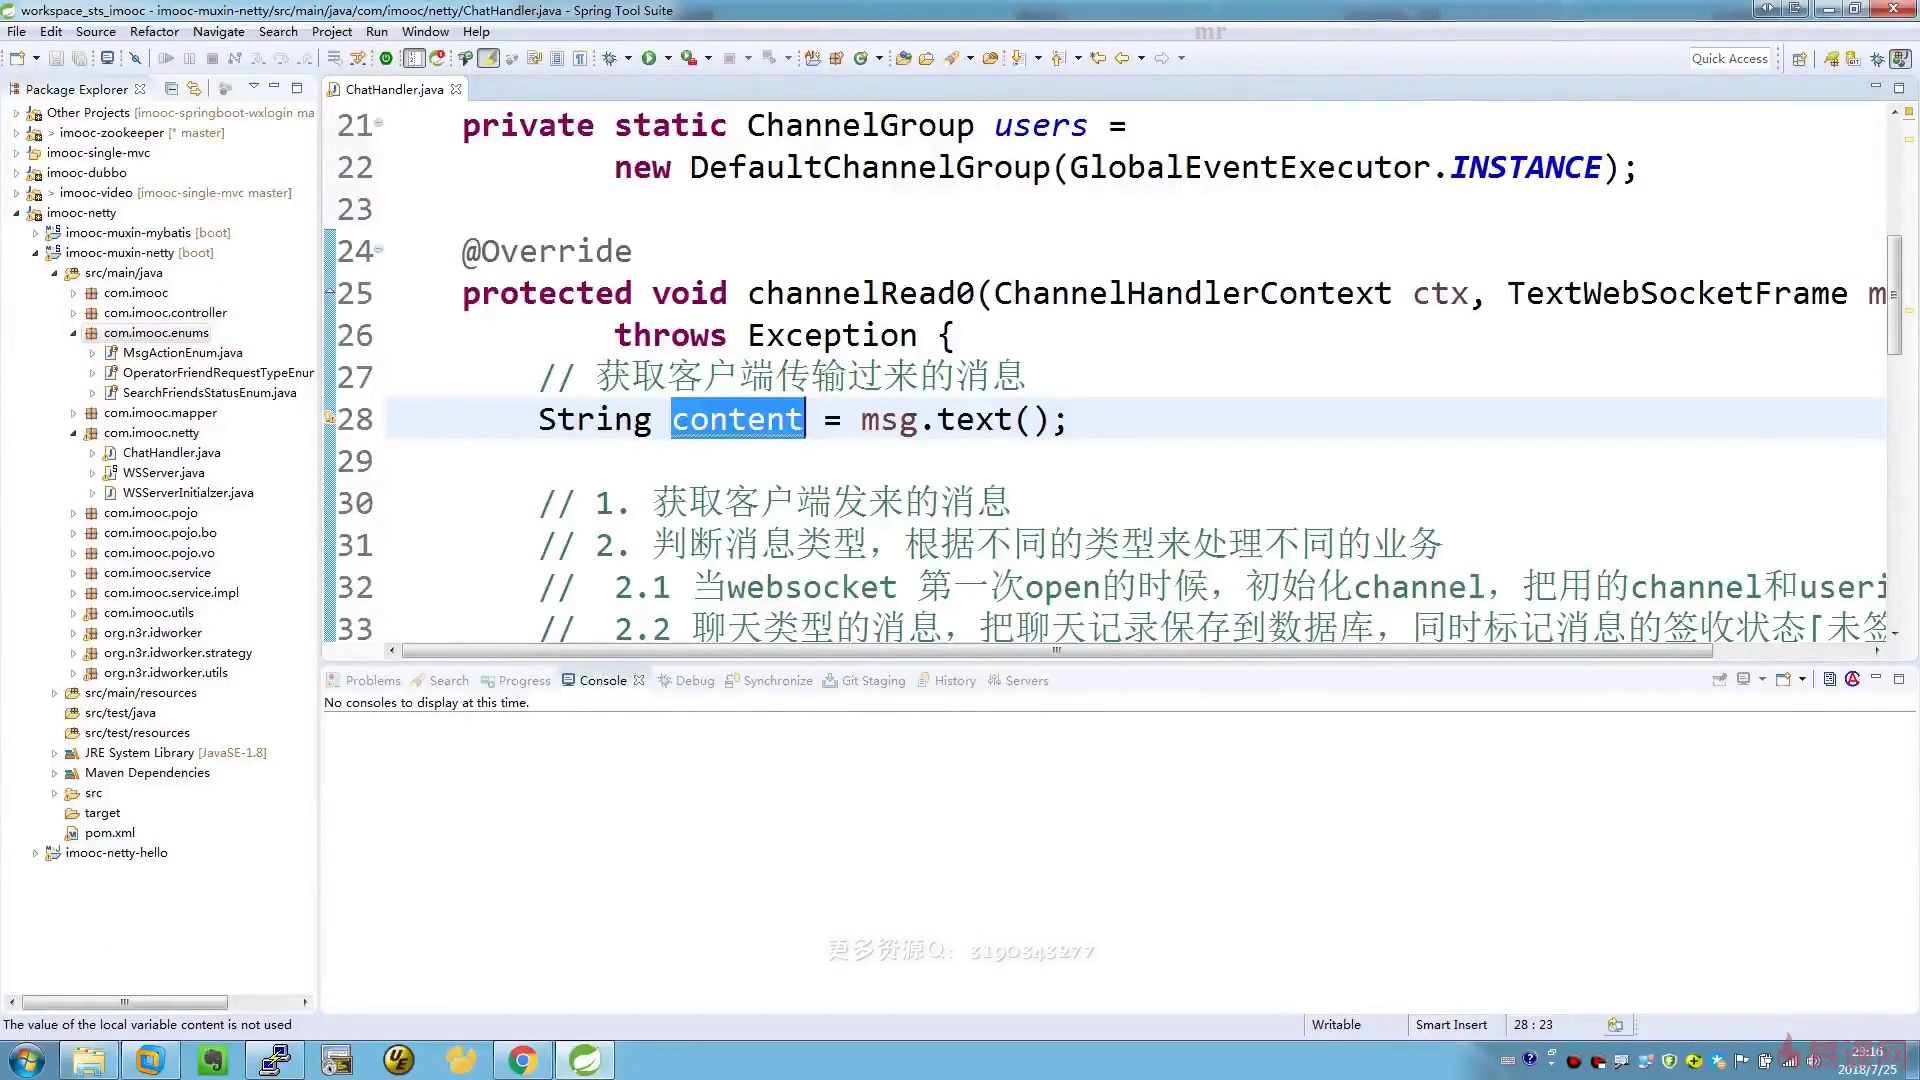 workspace_sts_imooc - imooc-muxin-netty/src/main/java/com/imooc/netty/ChatHandler.java - Spring Tool Suite
File Edit Source Refactor Navigate Search Project Run Window Help
mr
Quick Access
Package Explorer
ChatHandler.java
Other Projects [imooc-springboot-wxlogin ma
> imooc-zookeeper [* master]
imooc-single-mvc
imooc-dubbo
> imooc-video [imooc-single-mvc master]
imooc-netty
imooc-muxin-mybatis [boot]
imooc-muxin-netty [boot]
src/main/java
com.imooc
com.imooc.controller
com.imooc.enums
MsgActionEnum.java
OperatorFriendRequestTypeEnur
SearchFriendsStatusEnum.java
com.imooc.mapper
com.imooc.netty
ChatHandler.java
WSServer.java
WSServerInitialzer.java
com.imooc.pojo
com.imooc.pojo.bo
com.imooc.pojo.vo
com.imooc.service
com.imooc.service.impl
com.imooc.utils
org.n3r.idworker
org.n3r.idworker.strategy
org.n3r.idworker.utils
src/main/resources
src/test/java
src/test/resources
JRE System Library [JavaSE-1.8]
Maven Dependencies
src
target
pom.xml
imooc-netty-hello
21 private static ChannelGroup users =
22 new DefaultChannelGroup(GlobalEventExecutor.INSTANCE);
23
24 @Override
25 protected void channelRead0(ChannelHandlerContext ctx, TextWebSocketFrame m
26 throws Exception {
27 // 获取客户端传输过来的消息
28 String content = msg.text();
29
30 // 1. 获取客户端发来的消息
31 // 2. 判断消息类型，根据不同的类型来处理不同的业务
32 // 2.1 当websocket 第一次open的时候，初始化channel，把用的channel和useri
33 // 2.2 聊天类型的消息，把聊天记录保存到数据库，同时标记消息的签收状态[未签
Problems Search Progress Console Debug Synchronize Git Staging History Servers
No consoles to display at this time.
更多资源Q：3190343277
The value of the local variable content is not used
Writable
Smart Insert
28 : 23
慕课网
23:16
2018/7/25